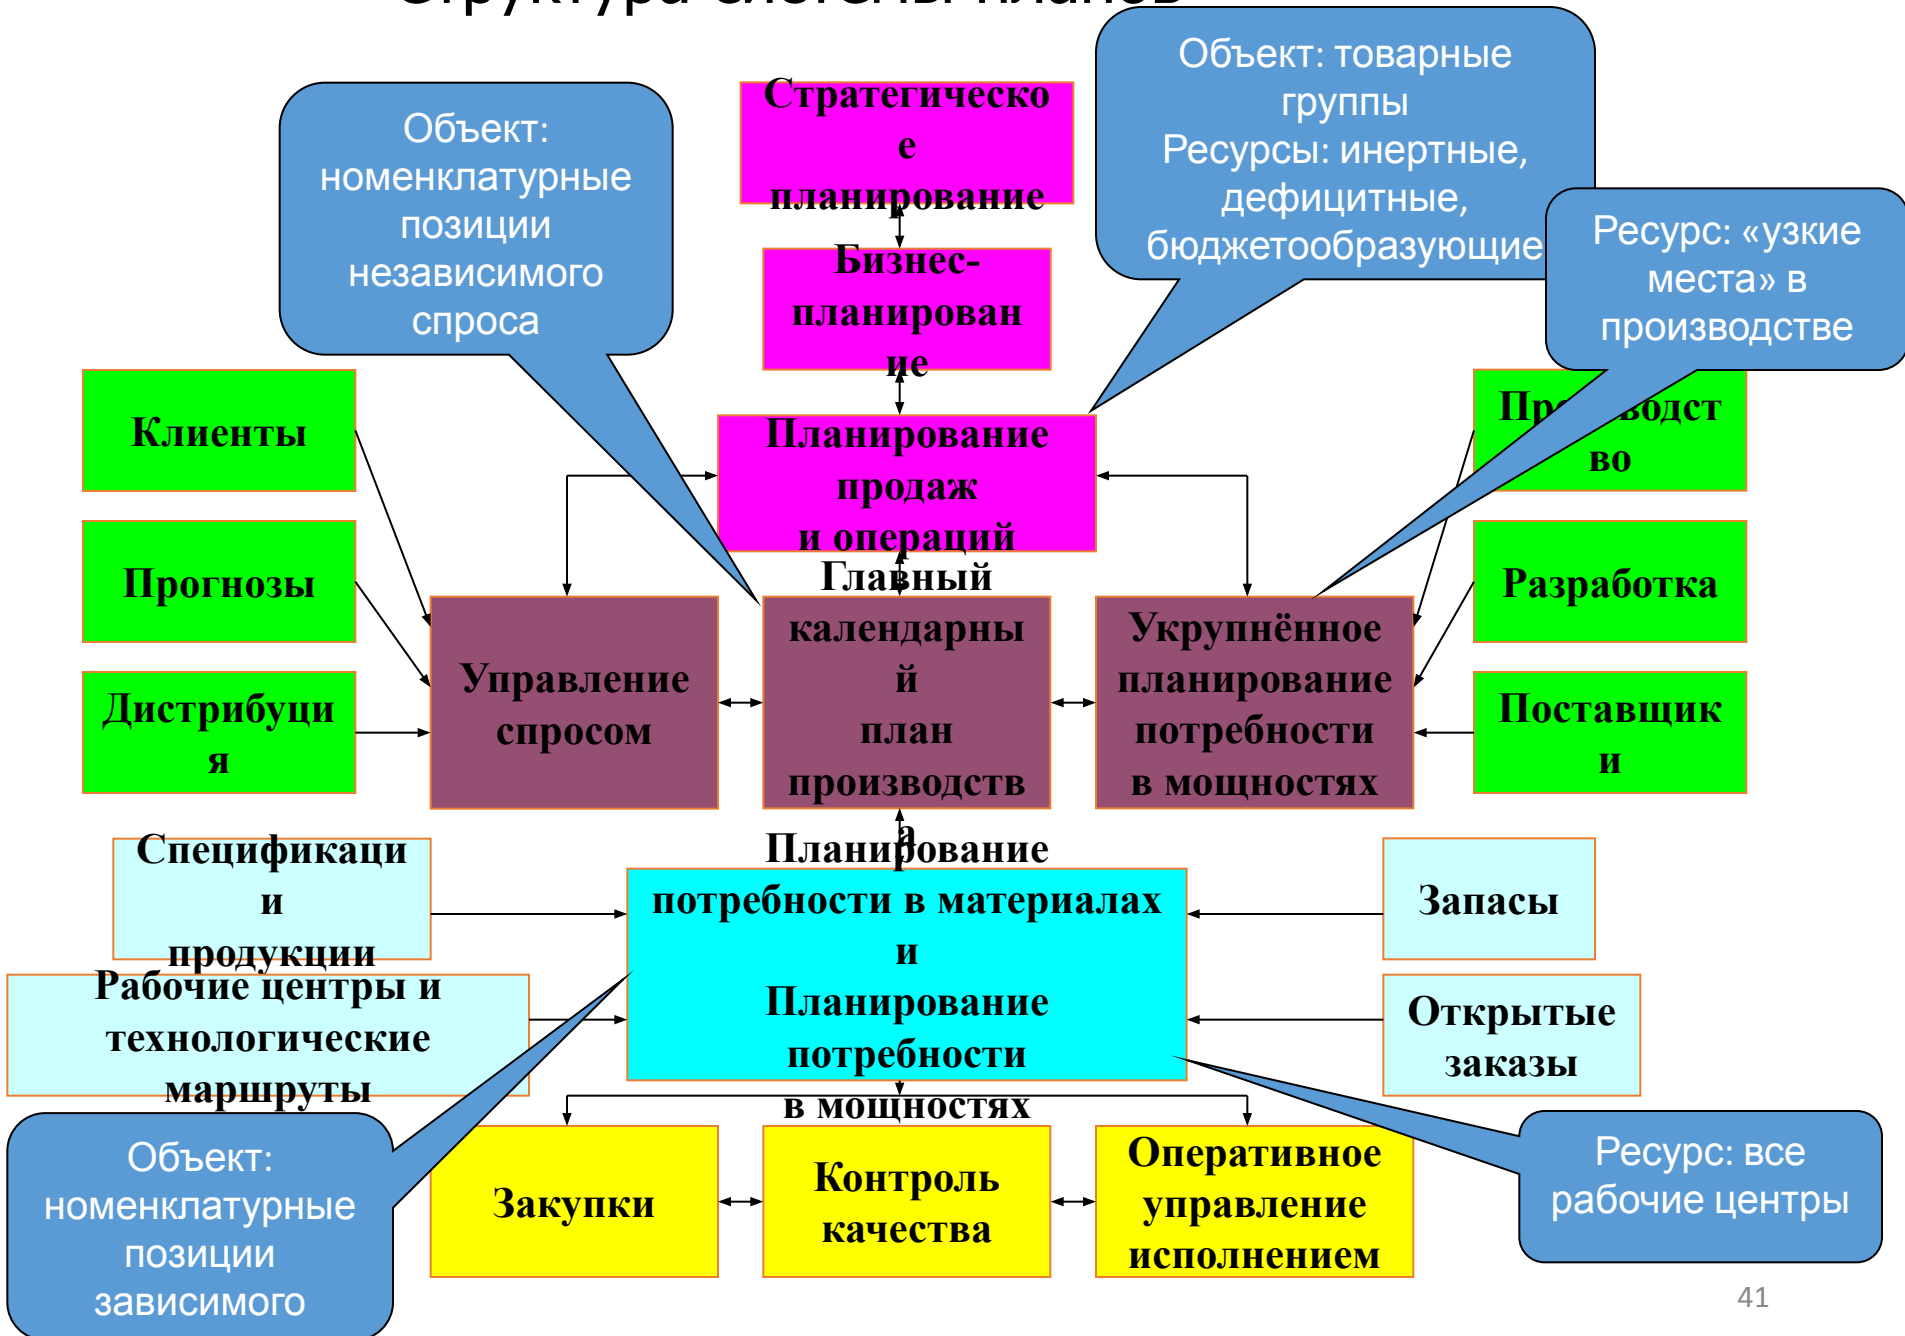 Структура системы планов
Объект: товарные
группы
Ресурсы: инертные,
дефицитные,
бюджетообразующие
Объект:
номенклатурные
позиции
независимого
спроса
Стратегическо
е
планирование
Ресурс: «узкие
места» в
производстве
Бизнес-
планирован
ие
Клиенты
Планирование
продаж
и операций
во
Прогнозы
Разработка
Дистрибуци
я
Управление
спросом
Главный
календарны
й
план
производств
а
Укрупнённое
планирование
потребности
в мощностях
Поставщик
и
Спецификаци
и
продукции
Планирование
потребности в материалах
и
Планирование
потребности
в мощностях
Запасы
Рабочие центры и
технологические
маршруты
Открытые
заказы
Объект:
номенклатурные
позиции
зависимого
Закупки
Контроль
качества
Оперативное
управление
исполнением
Ресурс: все
рабочие центры
41